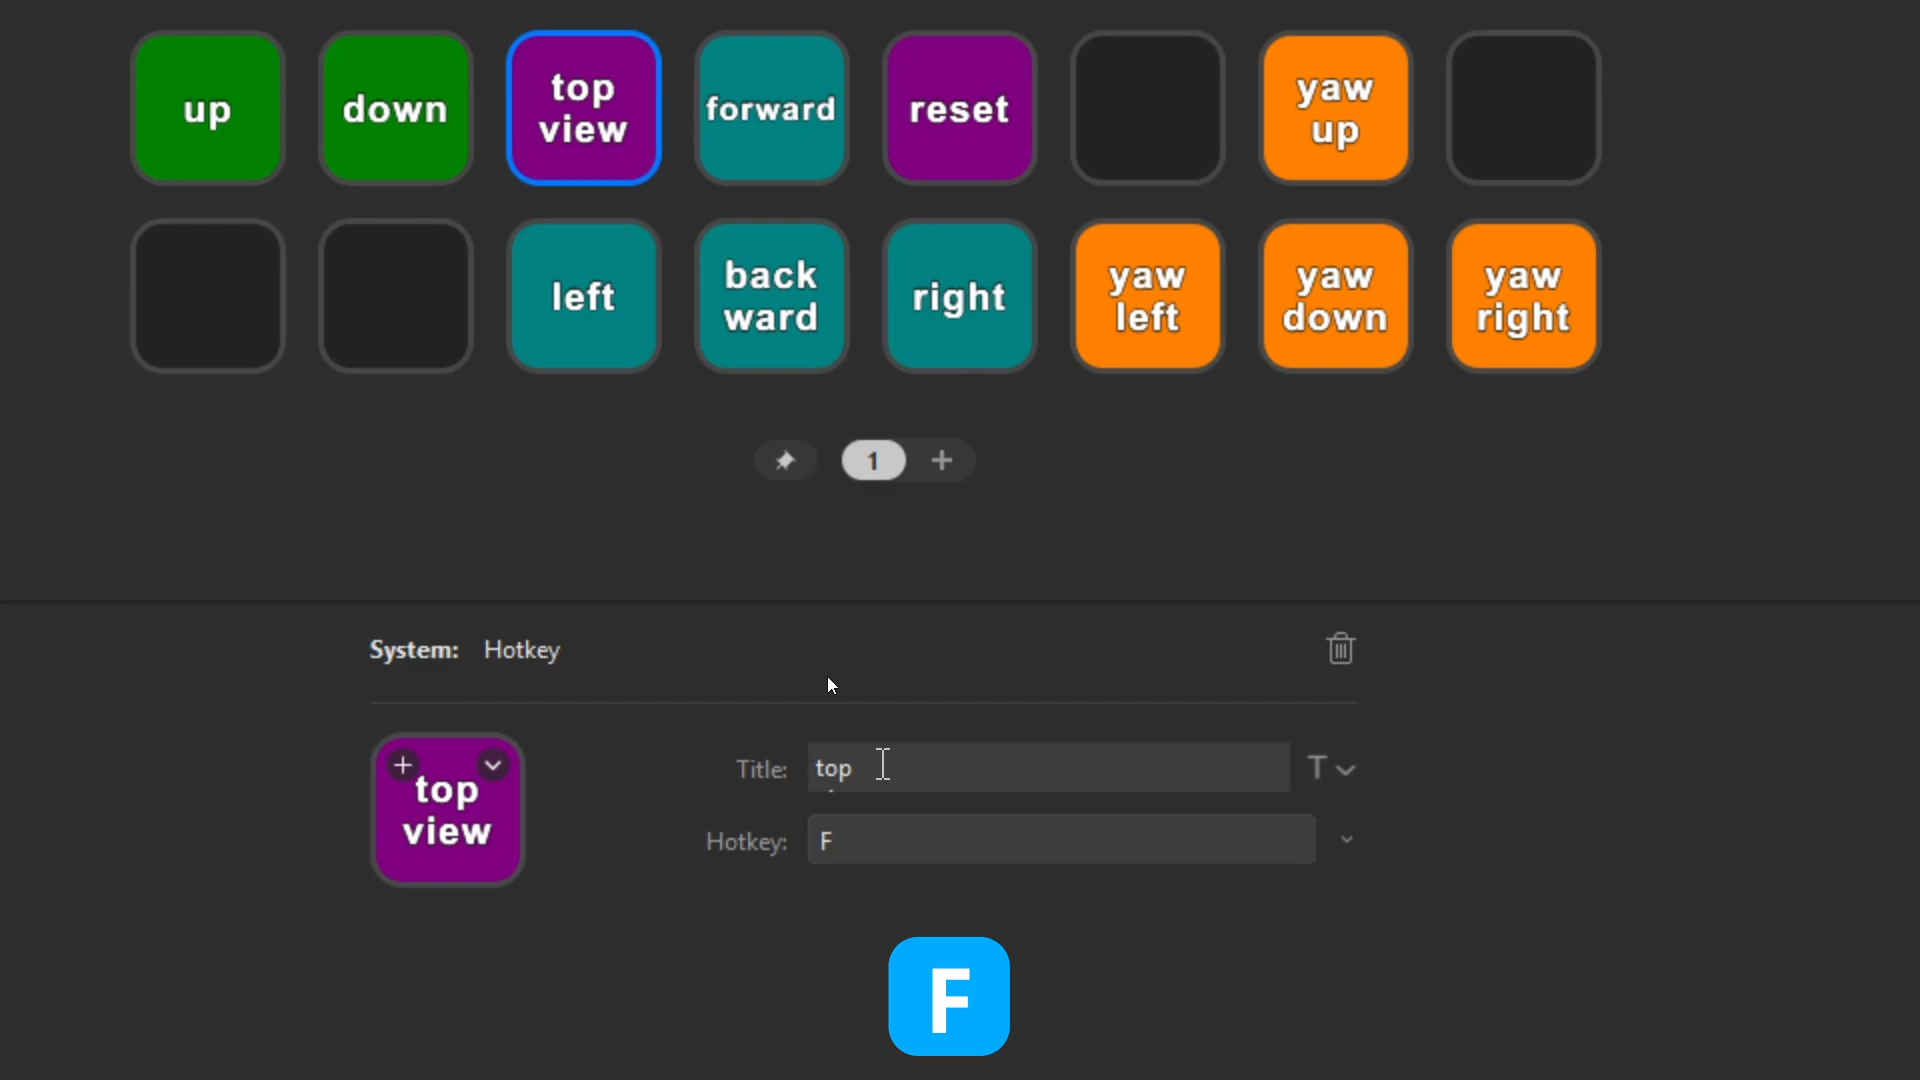 up
down
top
view
forward
reset
yaw
up
left
back
ward
right
yaw
left
yaw
down
yaw
right
1
System: Hotkey
top
view
Title: top
T
Hotkey: F
F